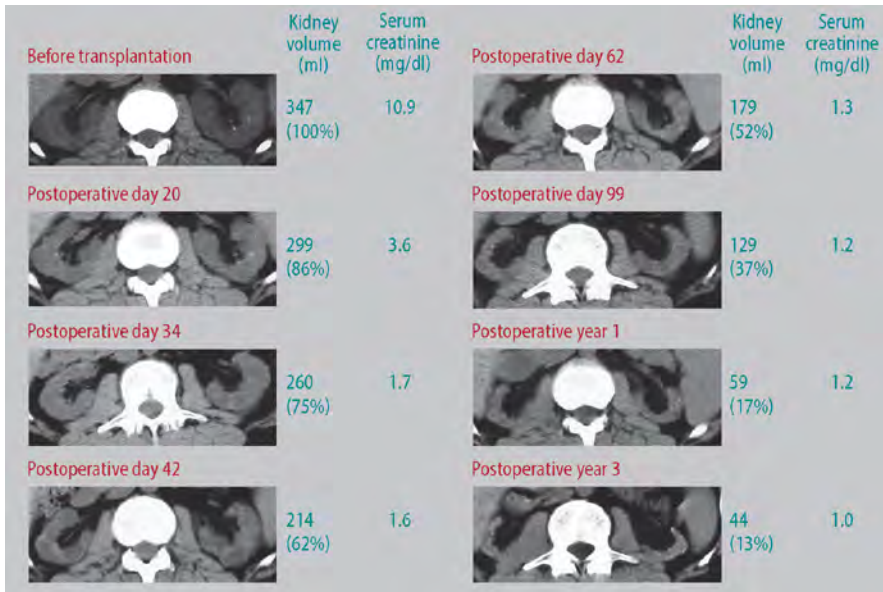 Kidney volume (ml)
Serum creatinine (mg/dl)
Before transplantation
347 (100%)
10.9
Postoperative day 20
299 (86%)
3.6
Postoperative day 34
260 (75%)
1.7
Postoperative day 42
214 (62%)
1.6
Kidney volume (ml)
Serum creatinine (mg/dl)
Postoperative day 62
179 (52%)
1.3
Postoperative day 99
129 (37%)
1.2
Postoperative year 1
59 (17%)
1.2
Postoperative year 3
44 (13%)
1.0